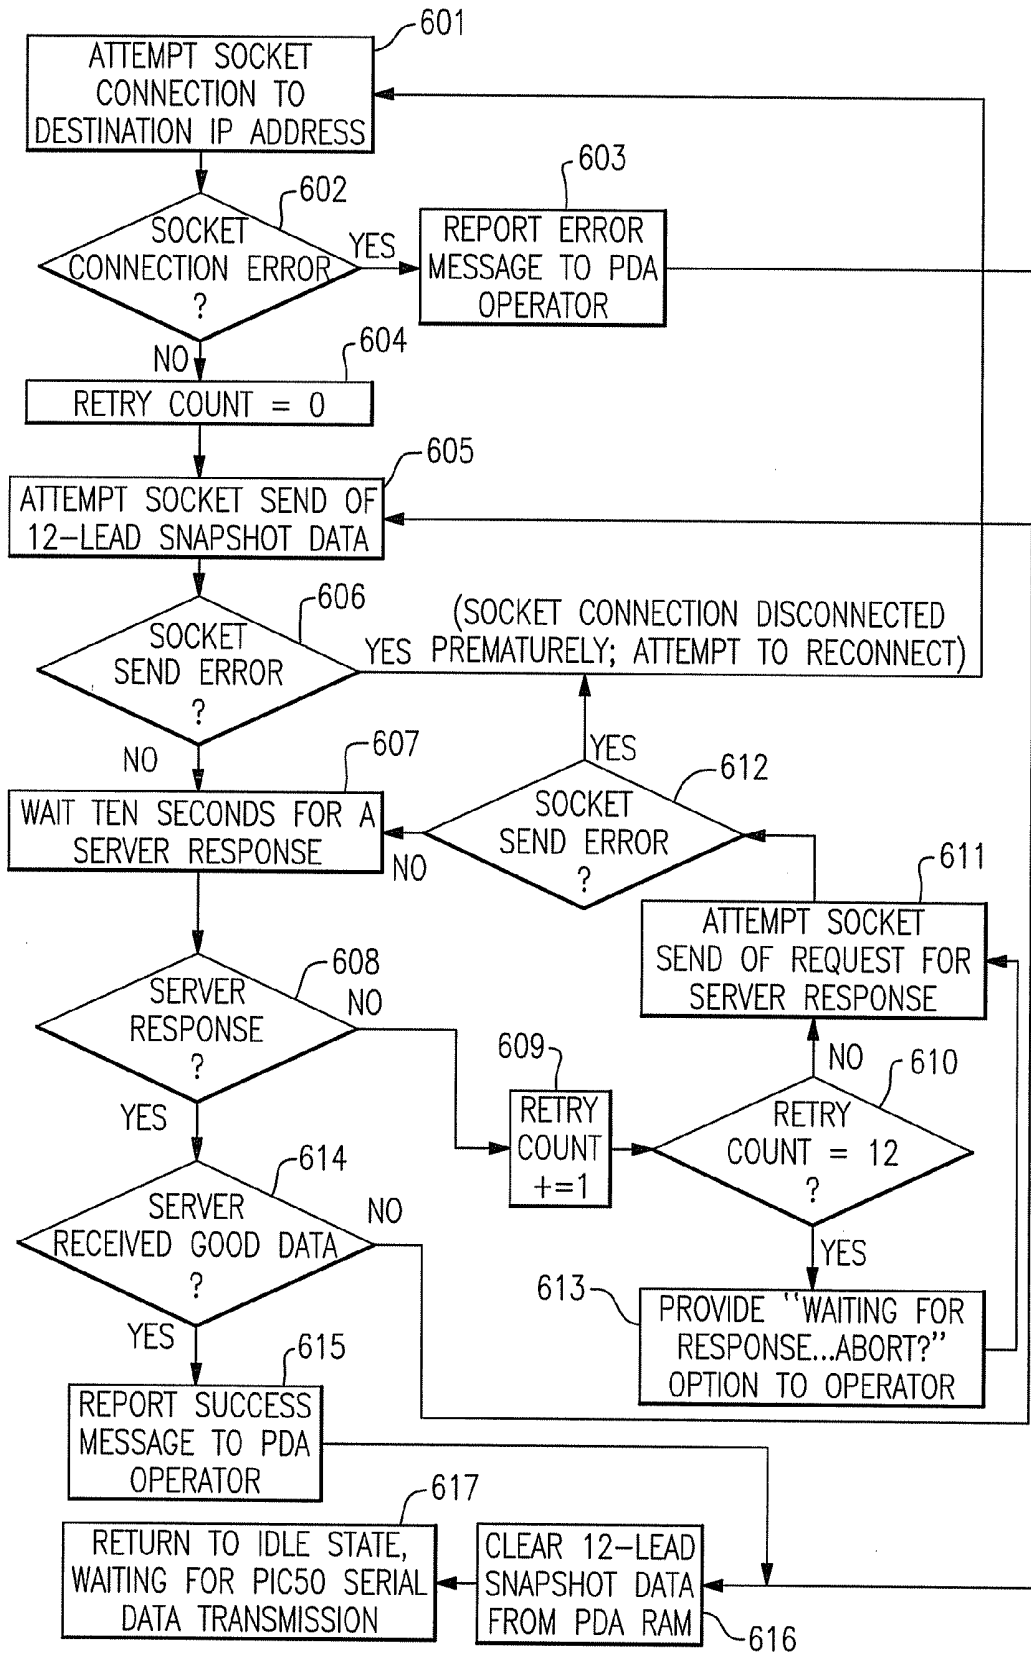 601
ATTEMPT SOCKET
CONNECTION TO
DESTINATION IP ADDRESS
602
SOCKET
CONNECTION ERROR
?
YES
NO
603
REPORT ERROR
MESSAGE TO PDA
OPERATOR
604
RETRY COUNT = 0
605
ATTEMPT SOCKET SEND OF
12-LEAD SNAPSHOT DATA
606
SOCKET
SEND ERROR
?
YES
NO
(SOCKET CONNECTION DISCONNECTED
PREMATURELY; ATTEMPT TO RECONNECT)
607
WAIT TEN SECONDS FOR A
SERVER RESPONSE
YES
612
SOCKET
SEND ERROR
?
NO
611
ATTEMPT SOCKET
SEND OF REQUEST FOR
SERVER RESPONSE
608
SERVER
RESPONSE
?
NO
YES
609
RETRY
COUNT
+=1
NO
610
RETRY
COUNT = 12
?
YES
613
PROVIDE "WAITING FOR
RESPONSE...ABORT?"
OPTION TO OPERATOR
614
SERVER
RECEIVED GOOD DATA
?
NO
YES
615
REPORT SUCCESS
MESSAGE TO PDA
OPERATOR
617
RETURN TO IDLE STATE,
WAITING FOR PIC50 SERIAL
DATA TRANSMISSION
CLEAR 12-LEAD
SNAPSHOT DATA
FROM PDA RAM
616